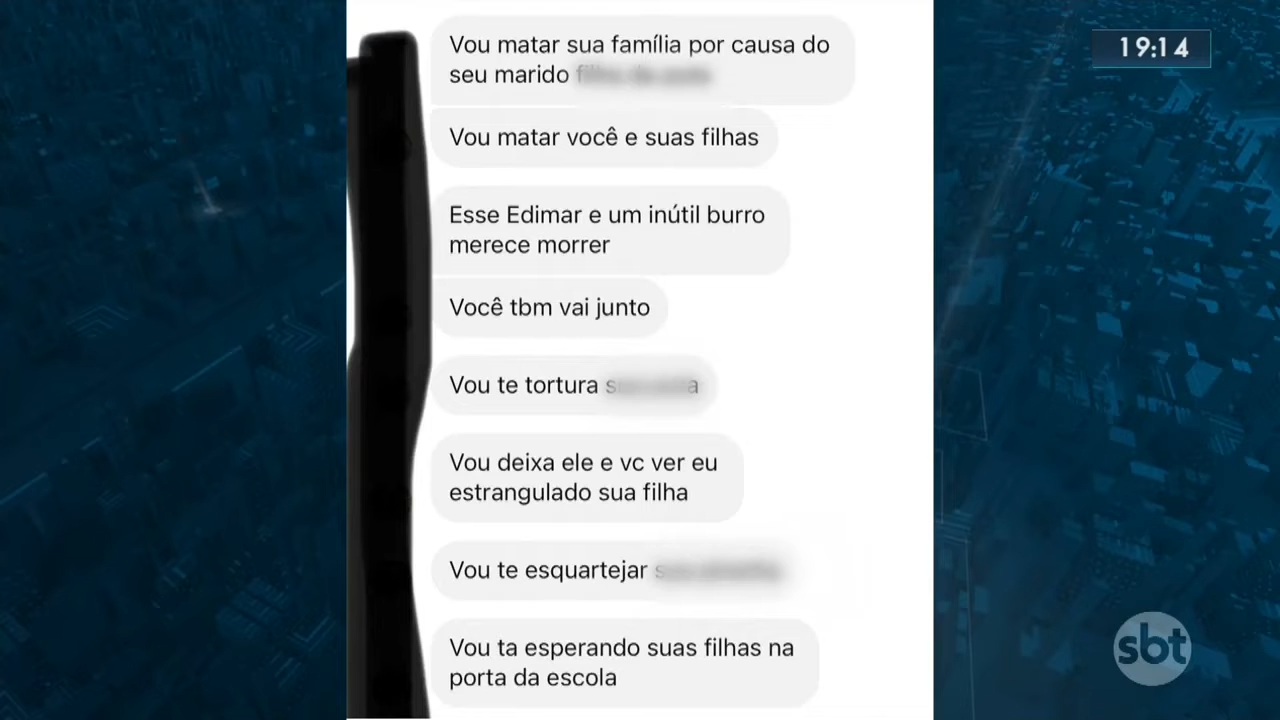 19:14
Vou matar sua família por causa do
seu marido
Vou matar você e suas filhas
Esse Edimar e um inútil burro
merece morrer
Você tbm vai junto
Vou te tortura
Vou deixa ele e vc ver eu
estrangulado sua filha
Vou te esquartejar
Vou ta esperando suas filhas na
porta da escola
sbt